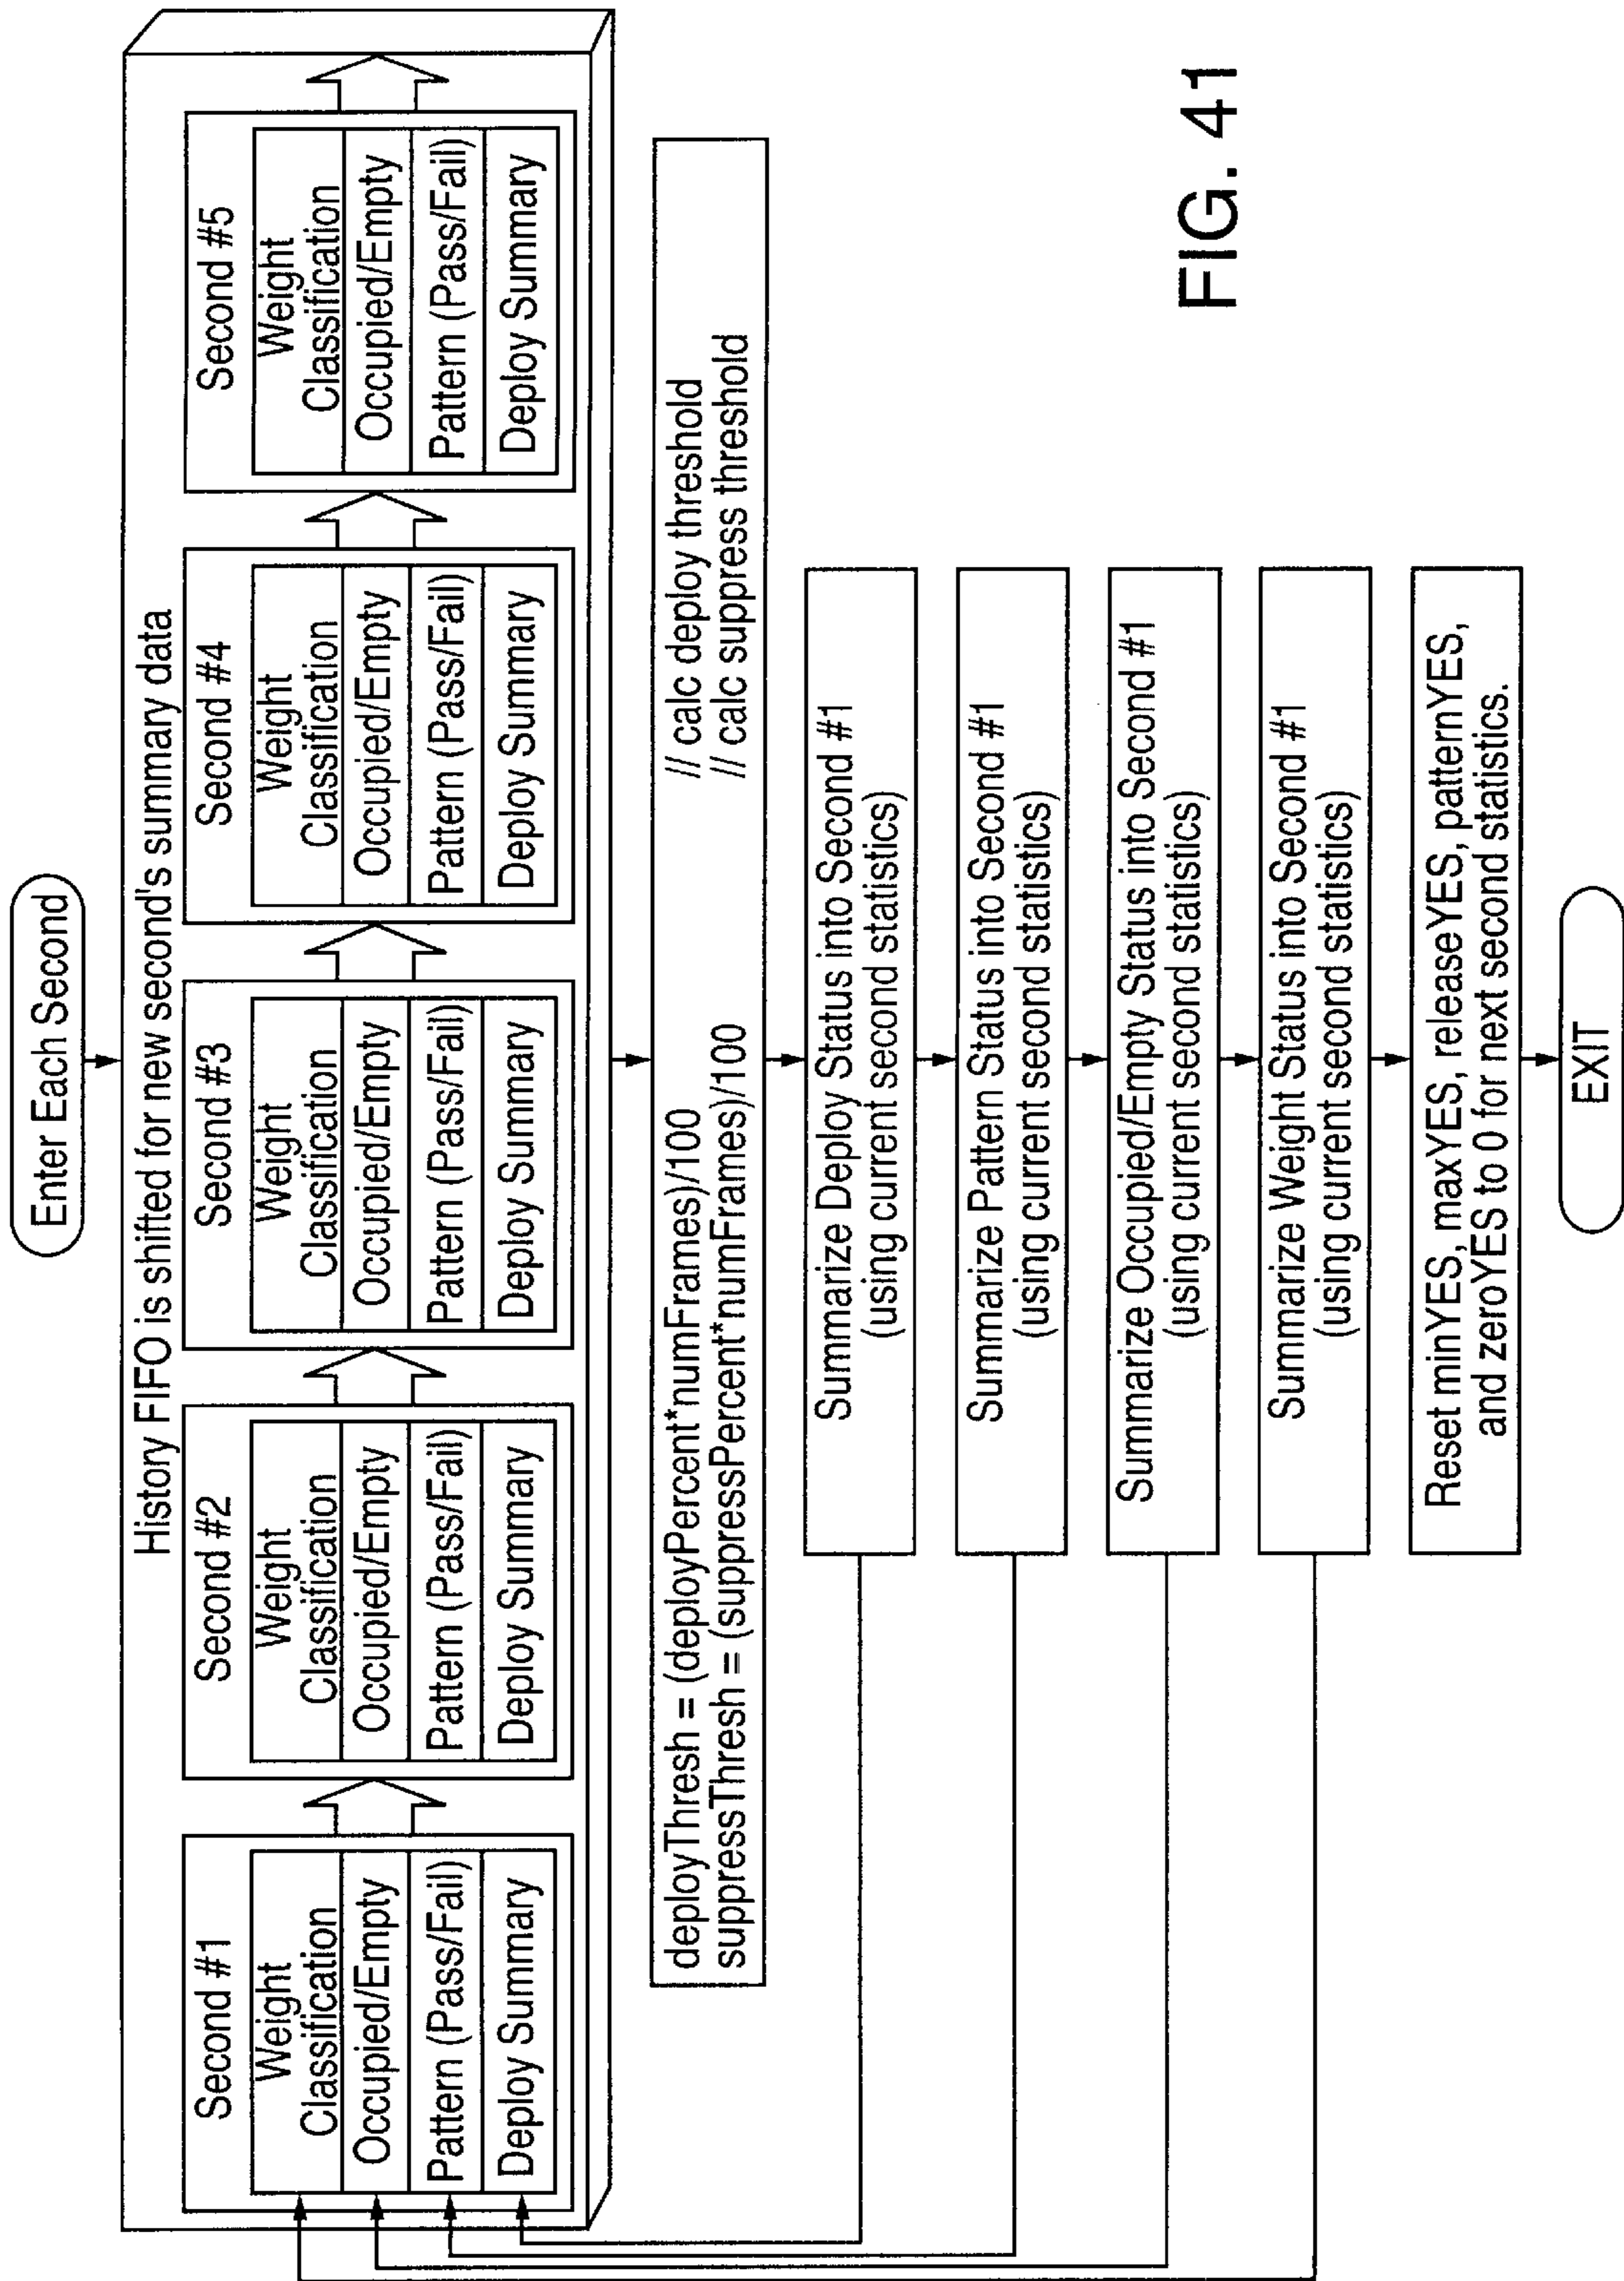 Enter Each Second
History FIFO is shifted for new second's summary data
Second #1
Weight
Classification
Occupied/Empty
Pattern (Pass/Fail)
Deploy Summary
Second #2
Weight
Classification
Occupied/Empty
Pattern (Pass/Fail)
Deploy Summary
Second #3
Weight
Classification
Occupied/Empty
Pattern (Pass/Fail)
Deploy Summary
Second #4
Weight
Classification
Occupied/Empty
Pattern (Pass/Fail)
Deploy Summary
Second #5
Weight
Classification
Occupied/Empty
Pattern (Pass/Fail)
Deploy Summary
deployThresh = (deployPercent*numFrames)/100 // calc deploy threshold
suppressThresh = (suppressPercent*numFrames)/100 // calc suppress threshold
Summarize Deploy Status into Second #1
(using current second statistics)
Summarize Pattern Status into Second #1
(using current second statistics)
Summarize Occupied/Empty Status into Second #1
(using current second statistics)
Summarize Weight Status into Second #1
(using current second statistics)
Reset minYES, maxYES, releaseYES, patternYES,
and zeroYES to 0 for next second statistics.
EXIT
FIG. 41